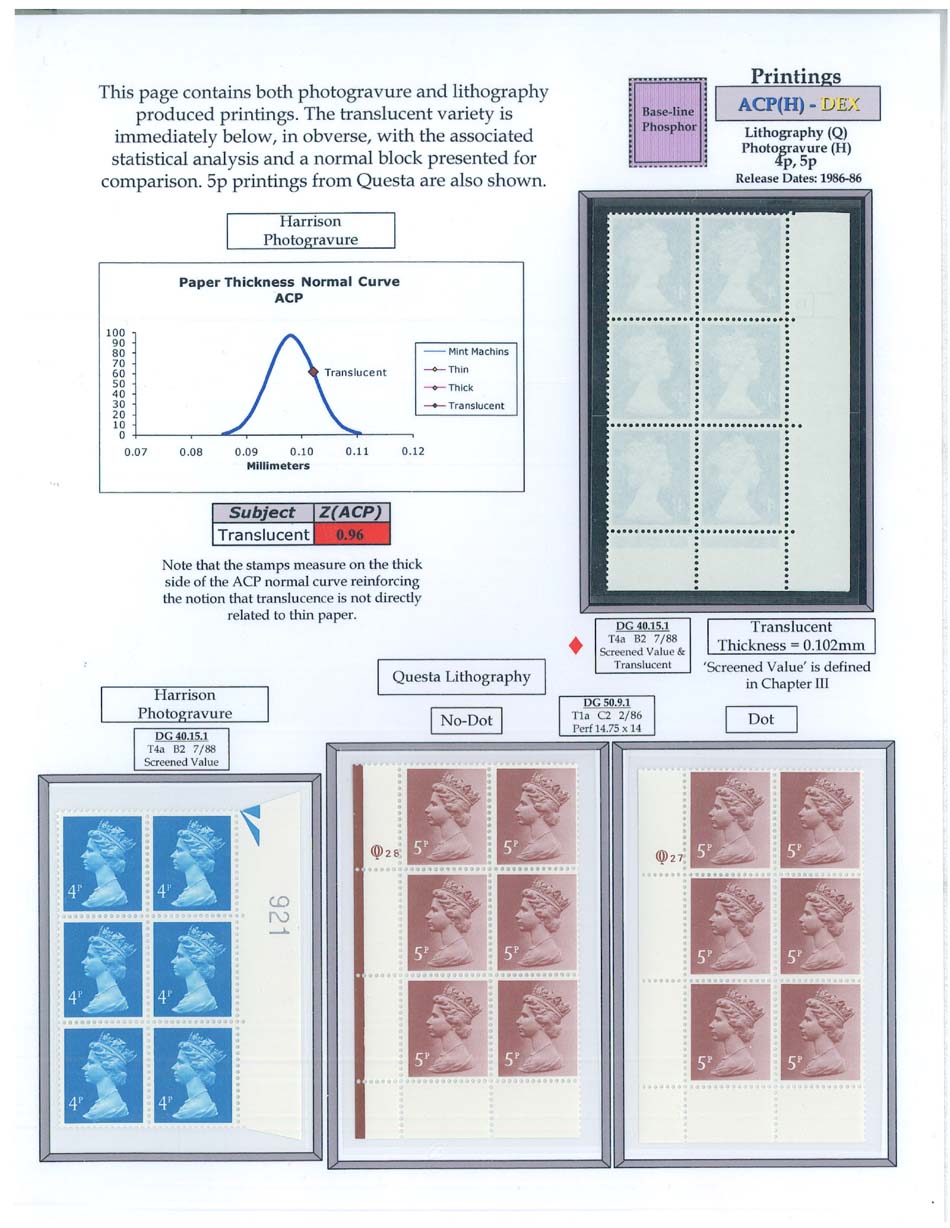 This page contains both photogravure and lithography
produced printings. The translucent variety is
immediately below, in obverse, with the associated
statistical analysis and a normal block presented for
comparison. 5p printings from Questa are also shown.
Base-line
Phosphor
Printings
ACP(H) - DEX
Lithography (Q)
Photogravure (H)
4p, 5p
Release Dates: 1986-86
Harrison
Photogravure
Paper Thickness Normal Curve
ACP
100
90
80
70
60
50
40
30
20
10
0
0.07 0.08 0.09 0.10 0.11 0.12
Millimeters
Translucent
Mint Machins
Thin
Thick
Translucent
Subject Z(ACP)
Translucent 0.96
Note that the stamps measure on the thick
side of the ACP normal curve reinforcing
the notion that translucence is not directly
related to thin paper.
DG 40.15.1
T4a B2 7/88
Screened Value &
Translucent
Translucent
Thickness = 0.102mm
'Screened Value' is defined
in Chapter III
Harrison
Photogravure
DG 40.15.1
T4a B2 7/88
Screened Value
Questa Lithography
No-Dot
DG 50.9.1
T1a C2 2/86
Perf 14.75 x 14
Dot
4P 4P
4P 4P
4P 4P
921
Q28
5P 5P
5P 5P
5P 5P
Q27
5P 5P
5P 5P
5P 5P